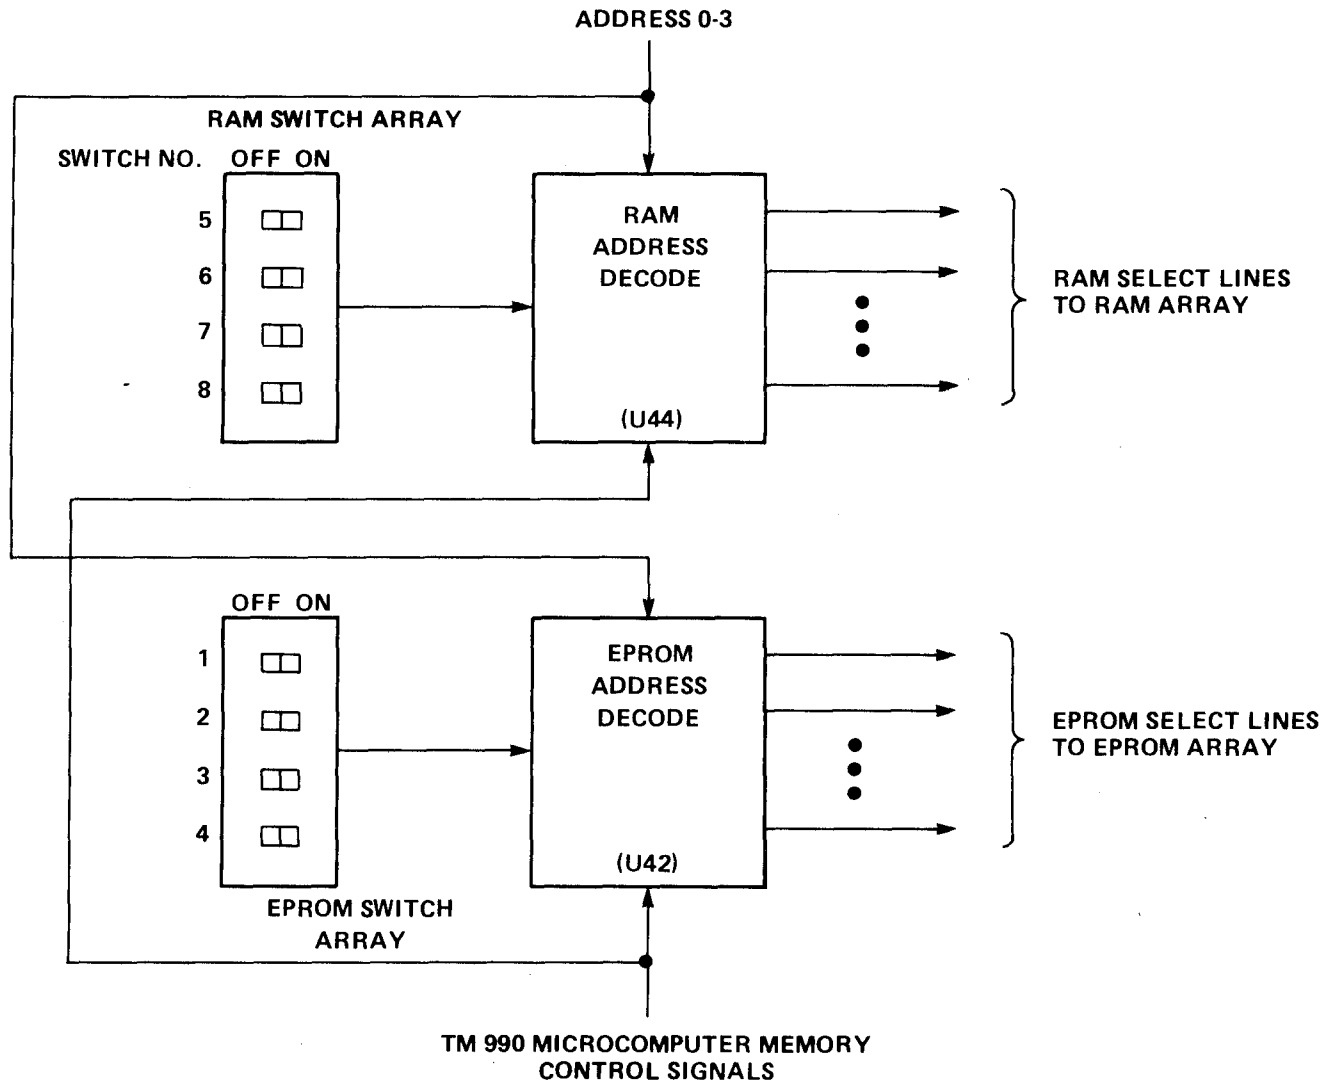 ADDRESS 0-3
RAM SWITCH ARRAY
SWITCH NO. OFF ON
5
6
7
8
RAM
ADDRESS
DECODE
(U44)
RAM SELECT LINES
TO RAM ARRAY
OFF ON
1
2
3
4
EPROM SWITCH
ARRAY
EPROM
ADDRESS
DECODE
(U42)
EPROM SELECT LINES
TO EPROM ARRAY
TM 990 MICROCOMPUTER MEMORY
CONTROL SIGNALS